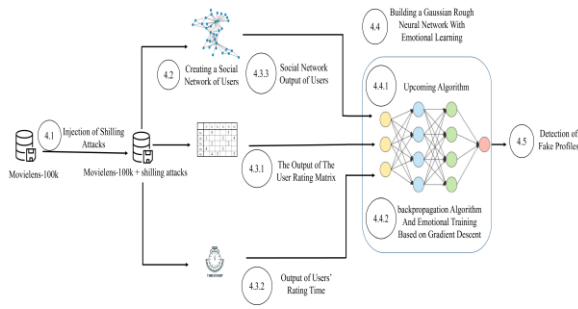 4.4
Building a Gaussian Rough
Neural Network With
Emotional Learning
4.2
Creating a Social
Network of Users
4.3.3
Social Network
Output of Users
4.4.1
Upcoming Algorithm
4.1
Injection of Shilling
Attacks
Movielens-100k
Movielens-100k + shilling attacks
4.3.1
The Output of The
User Rating Matrix
4.5
Detection of
Fake Profiles
4.4.2
backpropagation Algorithm
And Emotional Training
Based on Gradient Descent
4.3.2
Output of Users'
Rating Time